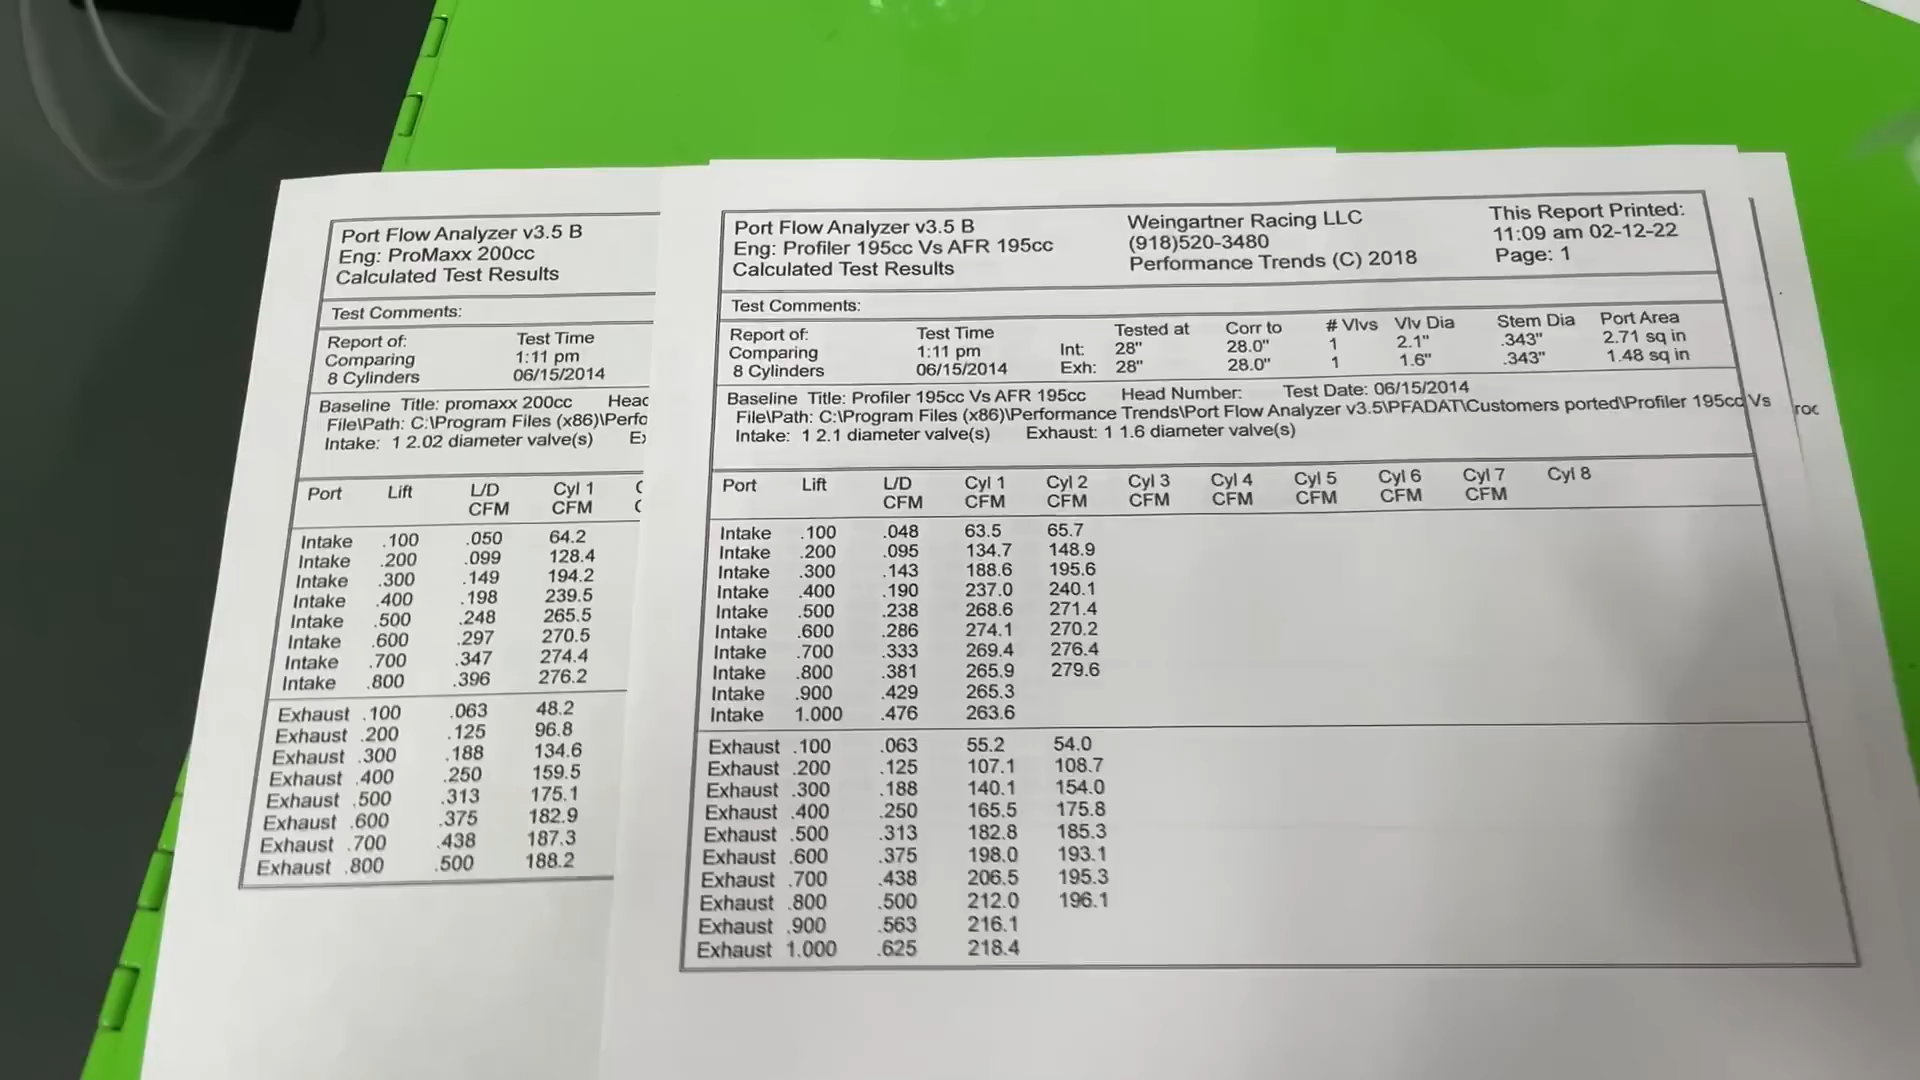 Port Flow Analyzer v3.5 B
Eng: ProMaxx 200cc
Calculated Test Results
Test Comments:
Report of: Test Time
Comparing 1:11 pm
8 Cylinders 06/15/2014
Baseline Title: promaxx 200cc
File\Path: C:\Program Files (x86)\Perfo
Intake: 1 2.02 diameter valve(s)
Port Lift L/D Cyl 1
CFM CFM
Intake .100 .050 64.2
Intake .200 .099 128.4
Intake .300 .149 194.2
Intake .400 .198 239.5
Intake .500 .248 265.5
Intake .600 .297 270.5
Intake .700 .347 274.4
Intake .800 .396 276.2
Exhaust .100 .063 48.2
Exhaust .200 .125 96.8
Exhaust .300 .188 134.6
Exhaust .400 .250 159.5
Exhaust .500 .313 175.1
Exhaust .600 .375 182.9
Exhaust .700 .438 187.3
Exhaust .800 .500 188.2
Port Flow Analyzer v3.5 B Weingartner Racing LLC This Report Printed:
Eng: Profiler 195cc Vs AFR 195cc (918)520-3480 11:09 am 02-12-22
Calculated Test Results Performance Trends (C) 2018 Page: 1
Test Comments:
Report of: Test Time Tested at Corr to # Vlvs Vlv Dia Stem Dia Port Area
Comparing 1:11 pm Int: 28" 28.0" 1 2.1" .343" 2.71 sq in
8 Cylinders 06/15/2014 Exh: 28" 28.0" 1 1.6" .343" 1.48 sq in
Baseline Title: Profiler 195cc Vs AFR 195cc Head Number: Test Date: 06/15/2014
File\Path: C:\Program Files (x86)\Performance Trends\Port Flow Analyzer v3.5\PFADAT\Customers ported\Profiler 195cc Vs
Intake: 1 2.1 diameter valve(s) Exhaust: 1 1.6 diameter valve(s)
Port Lift L/D Cyl 1 Cyl 2 Cyl 3 Cyl 4 Cyl 5 Cyl 6 Cyl 7 Cyl 8
CFM CFM CFM CFM CFM CFM CFM CFM
Intake .100 .048 63.5 65.7
Intake .200 .095 134.7 148.9
Intake .300 .143 188.6 195.6
Intake .400 .190 237.0 240.1
Intake .500 .238 268.6 271.4
Intake .600 .286 274.1 270.2
Intake .700 .333 269.4 276.4
Intake .800 .381 265.9 279.6
Intake .900 .429 265.3
Intake 1.000 .476 263.6
Exhaust .100 .063 55.2 54.0
Exhaust .200 .125 107.1 108.7
Exhaust .300 .188 140.1 154.0
Exhaust .400 .250 165.5 175.8
Exhaust .500 .313 182.8 185.3
Exhaust .600 .375 198.0 193.1
Exhaust .700 .438 206.5 195.3
Exhaust .800 .500 212.0 196.1
Exhaust .900 .563 216.1
Exhaust 1.000 .625 218.4